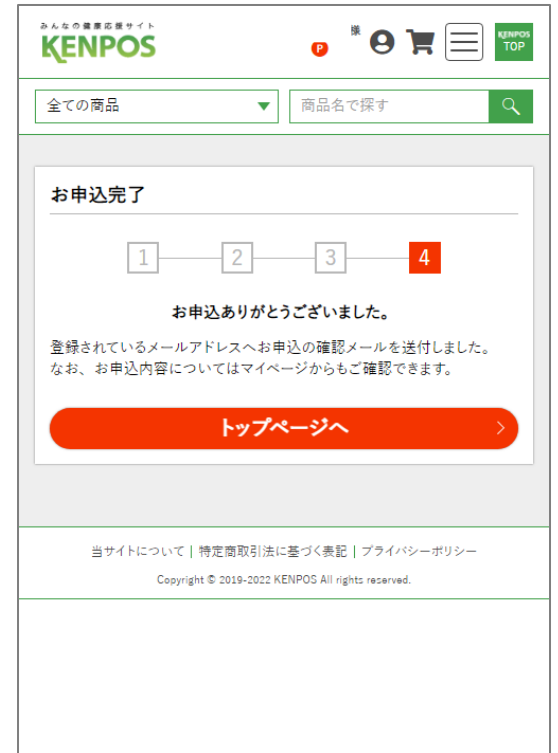 みんなの健康応援サイト
KENPOS
P
様
KENPOS
TOP
全ての商品
商品名で探す
お申込完了
1 2 3 4
お申込ありがとうございました。
登録されているメールアドレスへお申込の確認メールを送付しました。
なお、お申込内容についてはマイページからもご確認できます。
トップページへ
当サイトについて | 特定商取引法に基づく表記 | プライバシーポリシー
Copyright © 2019-2022 KENPOS All rights reserved.